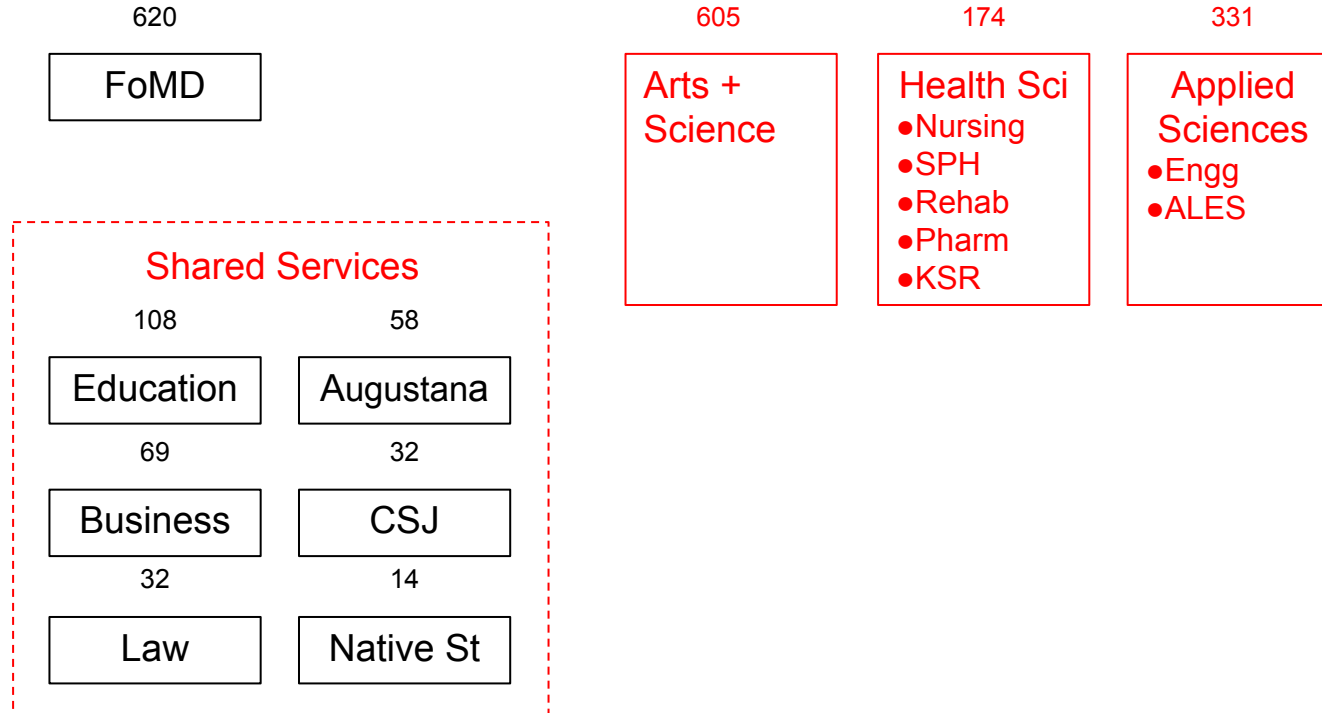 620
FoMD
605
Arts +
Science
174
Health Sci
●Nursing
●SPH
●Rehab
●Pharm
●KSR
331
Applied
Sciences
●Engg
●ALES
Shared Services
108
Education
58
Augustana
69
Business
32
CSJ
32
Law
14
Native St